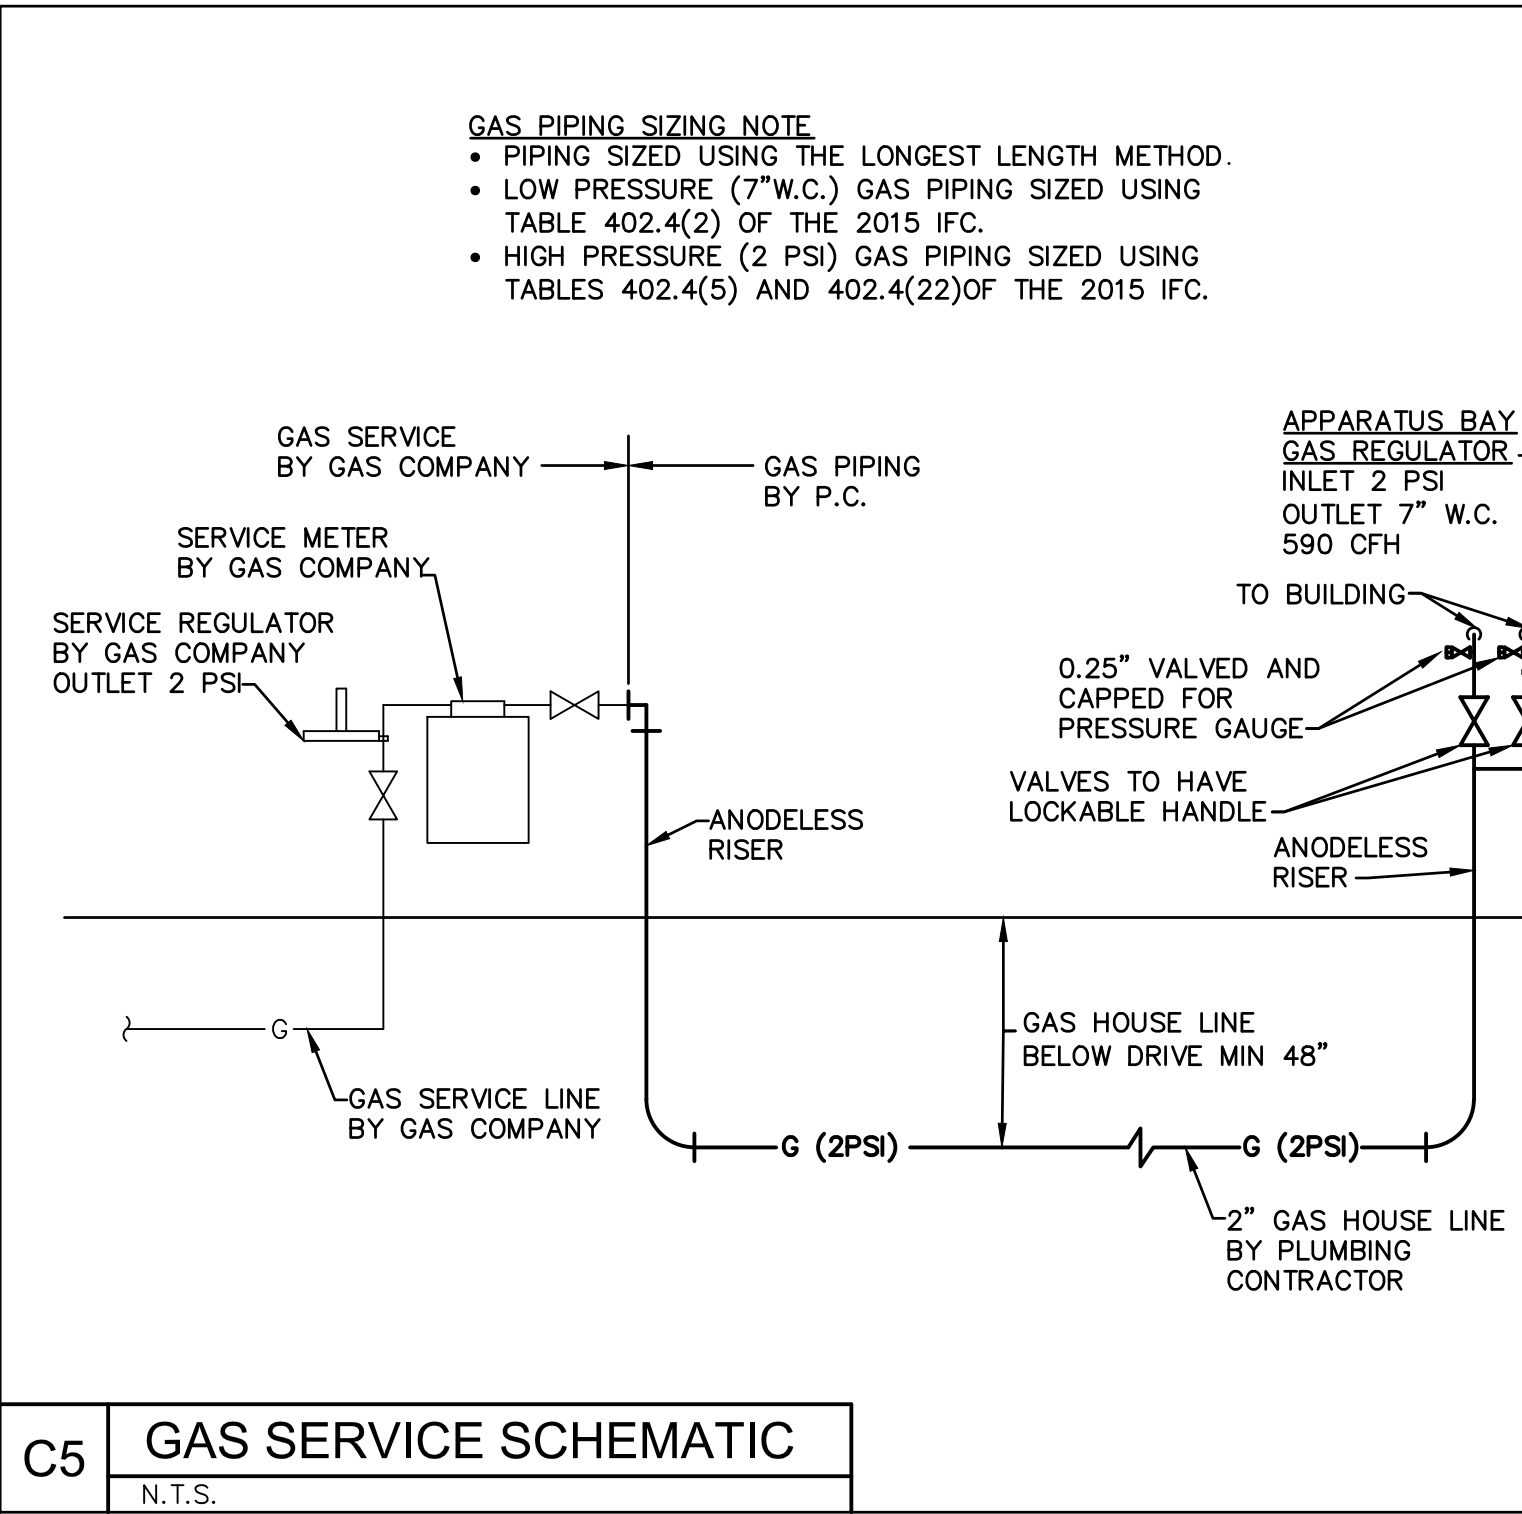 GAS PIPING SIZING NOTE
• PIPING SIZED USING THE LONGEST LENGTH METHOD.
• LOW PRESSURE (7"W.C.) GAS PIPING SIZED USING
TABLE 402.4(2) OF THE 2015 IFC.
• HIGH PRESSURE (2 PSI) GAS PIPING SIZED USING
TABLES 402.4(5) AND 402.4(22)OF THE 2015 IFC.
GAS SERVICE
BY GAS COMPANY
GAS PIPING
BY P.C.
APPARATUS BAY
GAS REGULATOR
INLET 2 PSI
OUTLET 7" W.C.
590 CFH
SERVICE METER
BY GAS COMPANY
SERVICE REGULATOR
BY GAS COMPANY
OUTLET 2 PSI
TO BUILDING
0.25" VALVED AND
CAPPED FOR
PRESSURE GAUGE
VALVES TO HAVE
LOCKABLE HANDLE
ANODELESS
RISER
ANODELESS
RISER
G
GAS SERVICE LINE
BY GAS COMPANY
GAS HOUSE LINE
BELOW DRIVE MIN 48"
G (2PSI)
G (2PSI)
2" GAS HOUSE LINE
BY PLUMBING
CONTRACTOR
C5
GAS SERVICE SCHEMATIC
N.T.S.